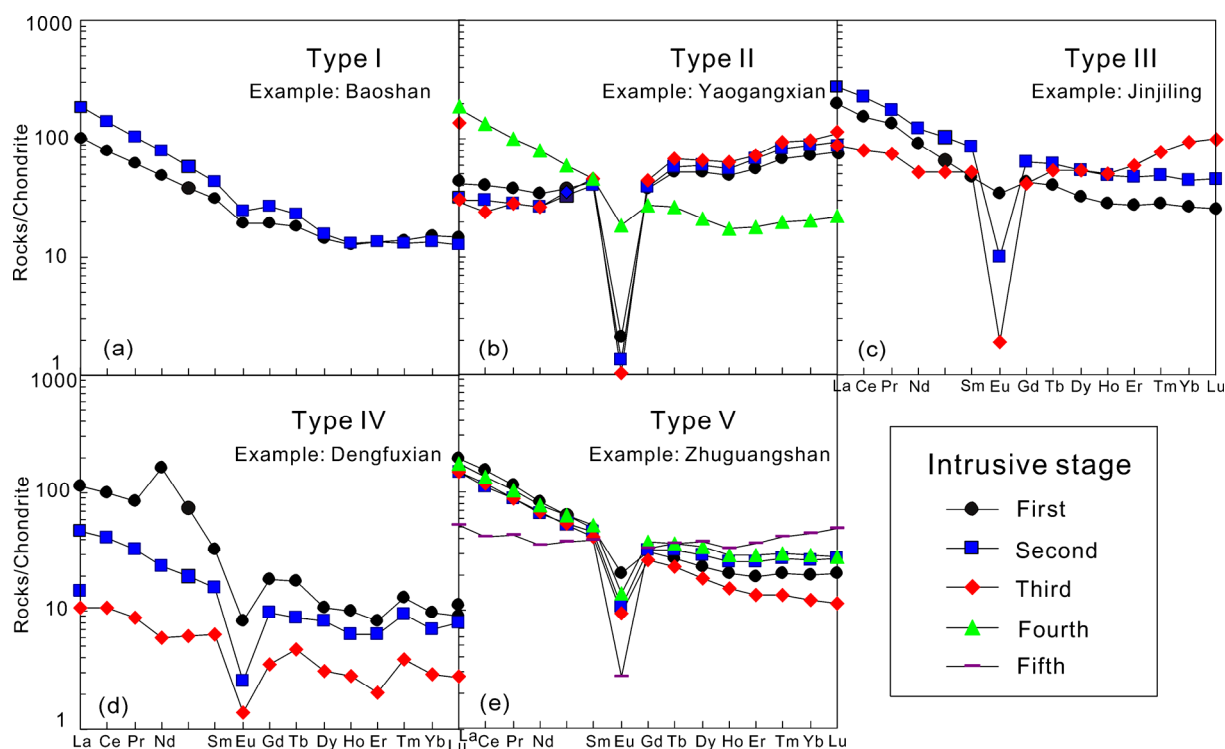 1000
100
10
1
Rocks/Chondrite
Type I
Example: Baoshan
(a)
Type II
Example: Yaogangxian
(b)
Type III
Example: Jinjiling
(c)
La Ce Pr Nd Sm Eu Gd Tb Dy Ho Er Tm Yb Lu
1000
100
10
1
Rocks/Chondrite
Type IV
Example: Dengfuxian
(d)
La Ce Pr Nd Sm Eu Gd Tb Dy Ho Er Tm Yb Lu
Type V
Example: Zhuguangshan
(e)
La Ce Pr Nd Sm Eu Gd Tb Dy Ho Er Tm Yb Lu
Intrusive stage
First
Second
Third
Fourth
Fifth